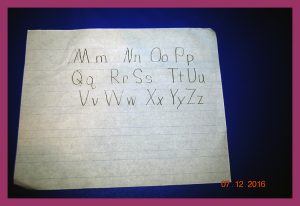 Mm Nn Oo Pp
Qq Rr Ss Tt Uu
Vv Ww Xx Yy Zz
07 12 2016